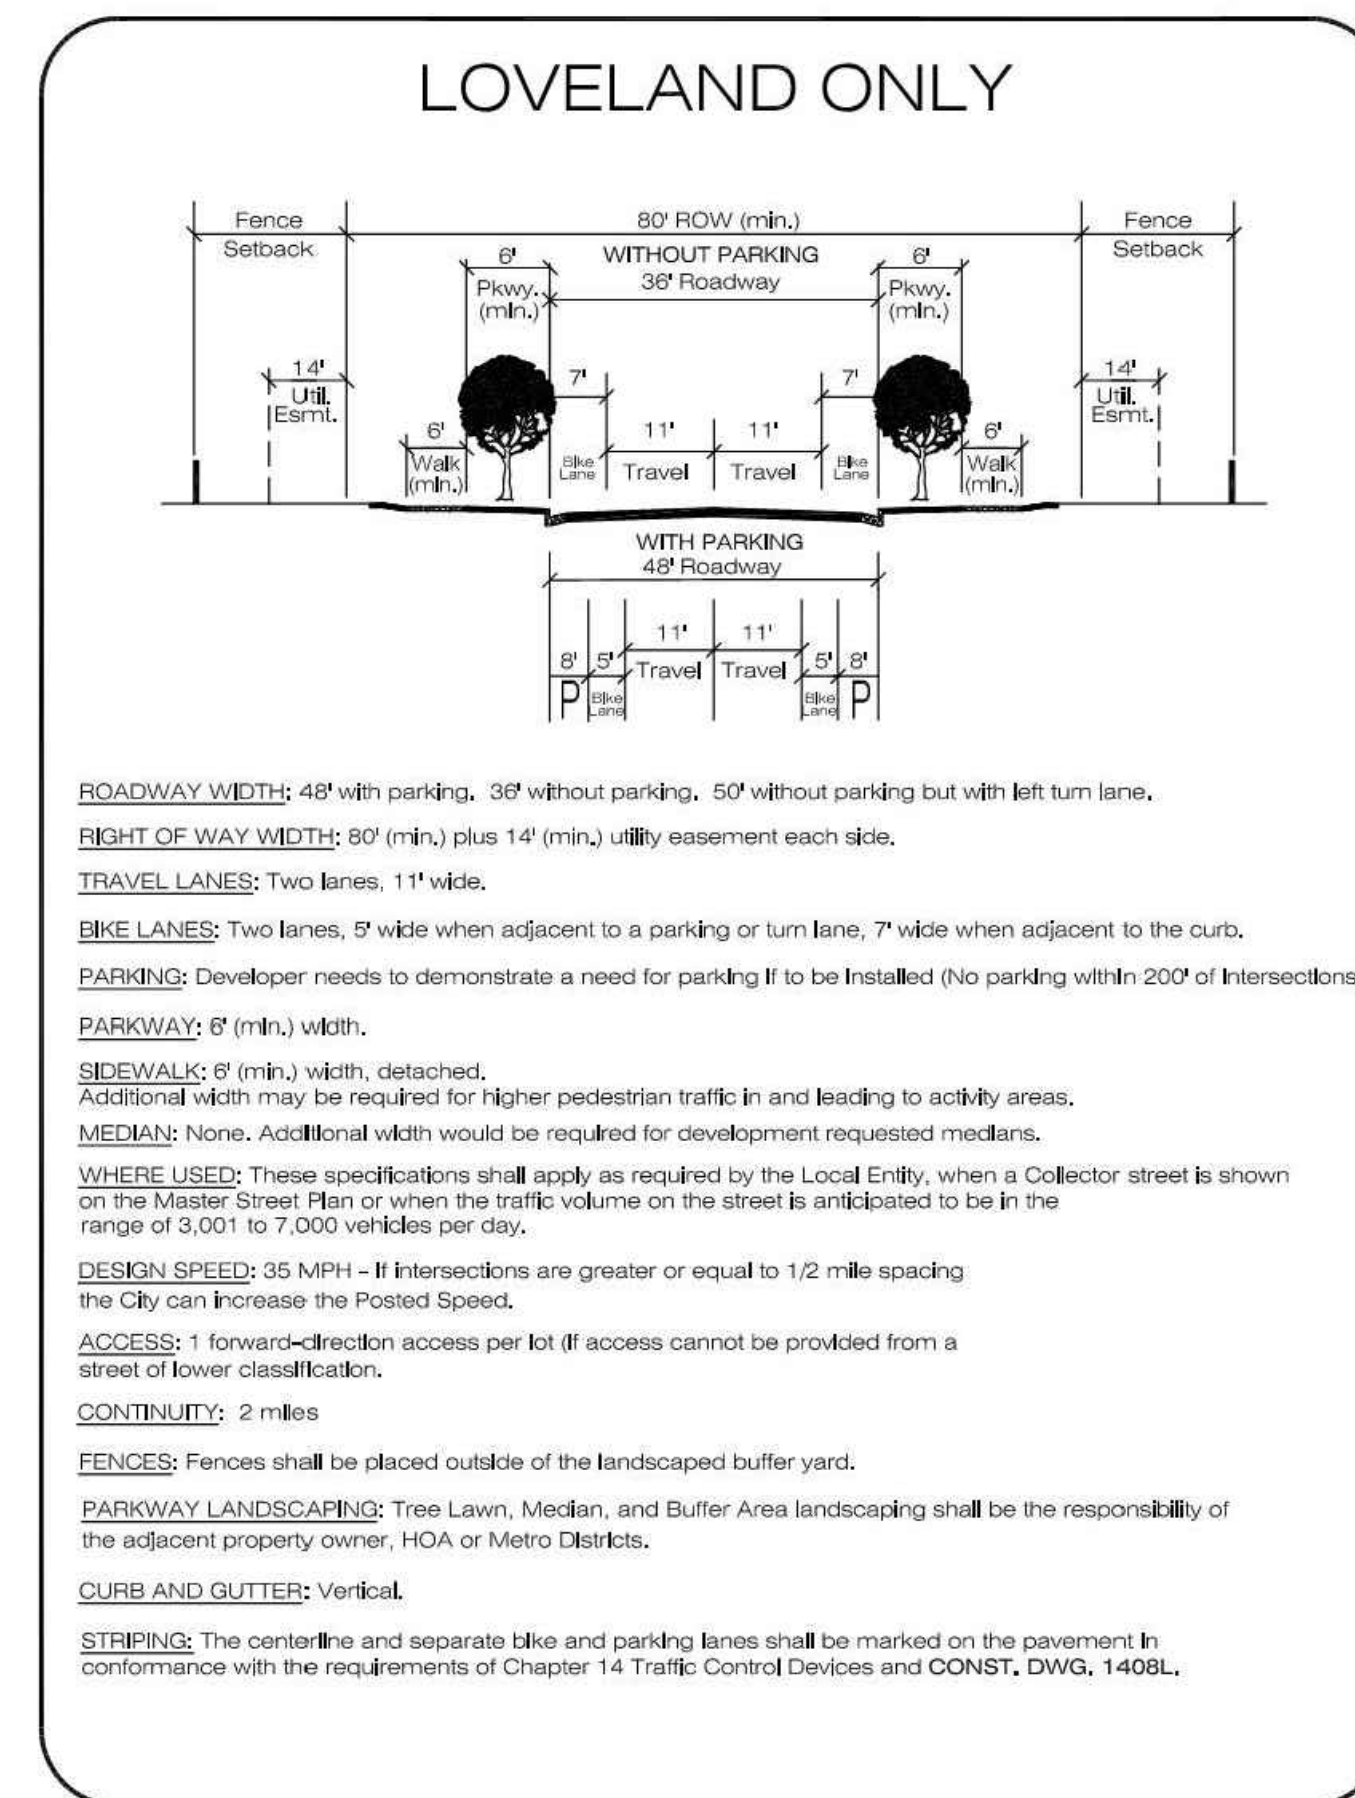 LOVELAND ONLY
Fence
Setback
80' ROW (min.)
Fence
Setback
WITHOUT PARKING
36' Roadway
6'
Pkwy.
(min.)
6'
Pkwy.
(min.)
14'
Util.
Esmt.
14'
Util.
Esmt.
7'
7'
6'
Walk
(min.)
Bike
Lane
11'
Travel
11'
Travel
Bike
Lane
6'
Walk
(min.)
WITH PARKING
48' Roadway
8'
P
5'
Bike
Lane
11'
Travel
11'
Travel
5'
Bike
Lane
8'
P
ROADWAY WIDTH: 48' with parking. 36' without parking. 50' without parking but with left turn lane.
RIGHT OF WAY WIDTH: 80' (min.) plus 14' (min.) utility easement each side.
TRAVEL LANES: Two lanes, 11' wide.
BIKE LANES: Two lanes, 5' wide when adjacent to a parking or turn lane, 7' wide when adjacent to the curb.
PARKING: Developer needs to demonstrate a need for parking if to be installed (No parking within 200' of intersections
PARKWAY: 6' (min.) width.
SIDEWALK: 6' (min.) width, detached.
Additional width may be required for higher pedestrian traffic in and leading to activity areas.
MEDIAN: None. Additional width would be required for development requested medians.
WHERE USED: These specifications shall apply as required by the Local Entity, when a Collector street is shown
on the Master Street Plan or when the traffic volume on the street is anticipated to be in the
range of 3,001 to 7,000 vehicles per day.
DESIGN SPEED: 35 MPH - If intersections are greater or equal to 1/2 mile spacing
the City can increase the Posted Speed.
ACCESS: 1 forward-direction access per lot (If access cannot be provided from a
street of lower classification.
CONTINUITY: 2 miles
FENCES: Fences shall be placed outside of the landscaped buffer yard.
PARKWAY LANDSCAPING: Tree Lawn, Median, and Buffer Area landscaping shall be the responsibility of
the adjacent property owner, HOA or Metro Districts.
CURB AND GUTTER: Vertical.
STRIPING: The centerline and separate bike and parking lanes shall be marked on the pavement in
conformance with the requirements of Chapter 14 Traffic Control Devices and CONST. DWG. 1408L.